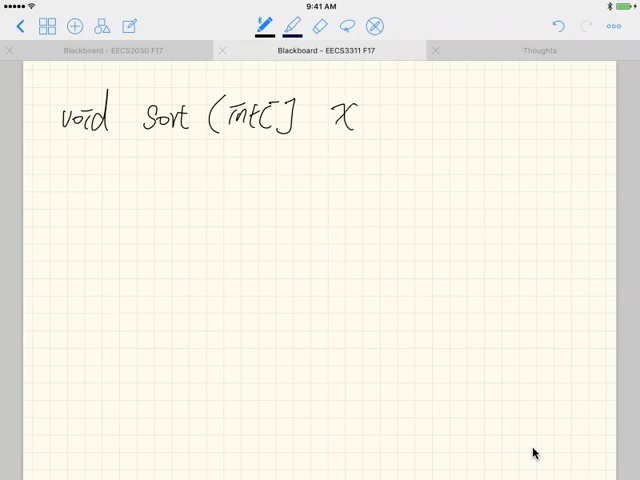 9:41 AM
Blackboard - EECS2030 F17
Blackboard - EECS3311 F17
Thoughts
void sort (int[] x